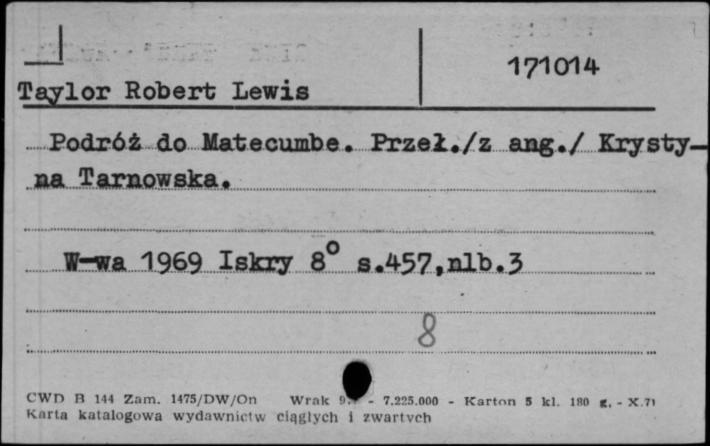 171014
Taylor Robert Lewis
Podróż do Matecumbe. Przeł./z ang./ Krysty-
na Tarnowska.
W-wa 1969 Iskry 8° s.457,nlb.3
8
CWD B 144 Zam. 1475/DW/On Wrak - 7.225.000 - Karton 5 kl. 180 g. - X.71
Karta katalogowa wydawnictw ciągłych i zwartych